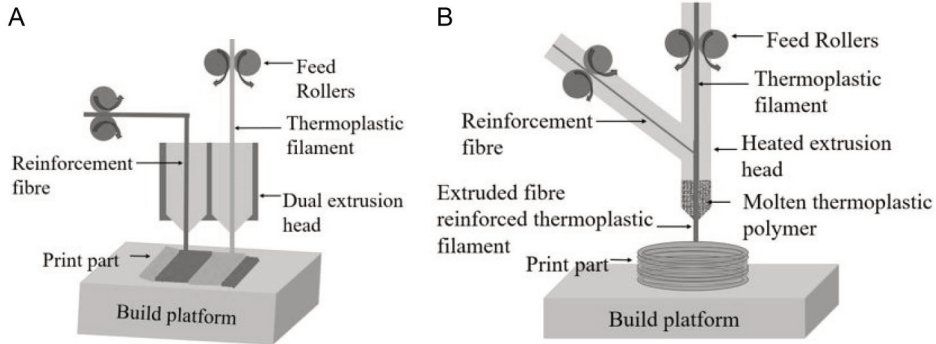 A
Feed
Rollers
Thermoplastic
filament
Reinforcement
fibre
Dual extrusion
head
Print part
Build platform
B
Feed Rollers
Thermoplastic
filament
Reinforcement
fibre
Heated extrusion
head
Extruded fibre
reinforced thermoplastic
filament
Molten thermoplastic
polymer
Print part
Build platform